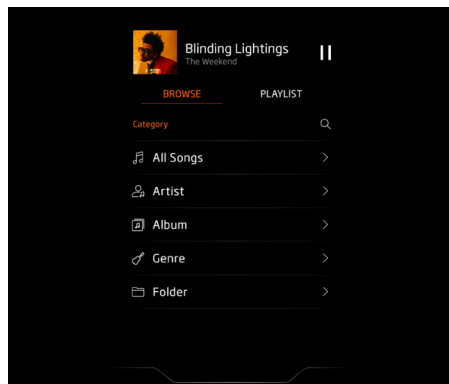 Blinding Lightings
The Weekend
BROWSE PLAYLIST
Category
All Songs
Artist
Album
Genre
Folder